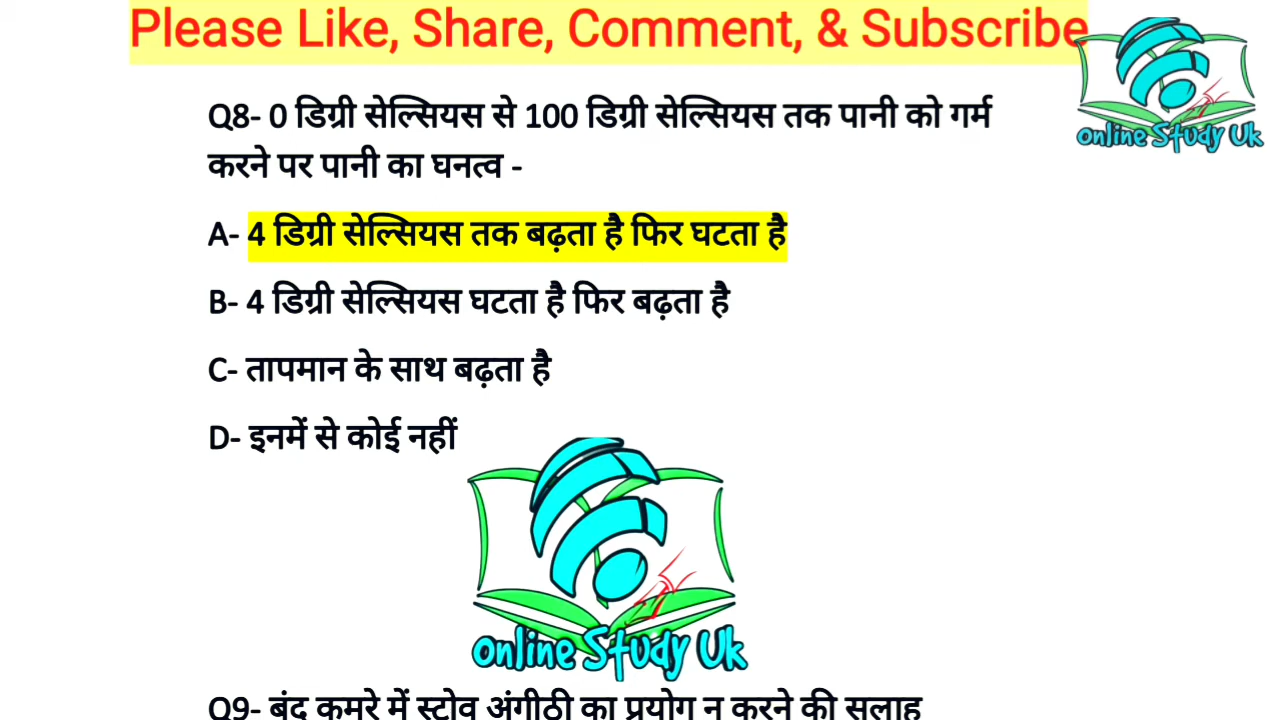 Please Like, Share, Comment, & Subscribe
Online Study Uk
Q8- 0 डिग्री सेल्सियस से 100 डिग्री सेल्सियस तक पानी को गर्म
करने पर पानी का घनत्व -
A- 4 डिग्री सेल्सियस तक बढ़ता है फिर घटता है
B- 4 डिग्री सेल्सियस घटता है फिर बढ़ता है
C- तापमान के साथ बढ़ता है
D- इनमें से कोई नहीं
Online Study Uk
Q9- बंद कमरे में स्टोव अंगीठी का प्रयोग न करने की सलाह